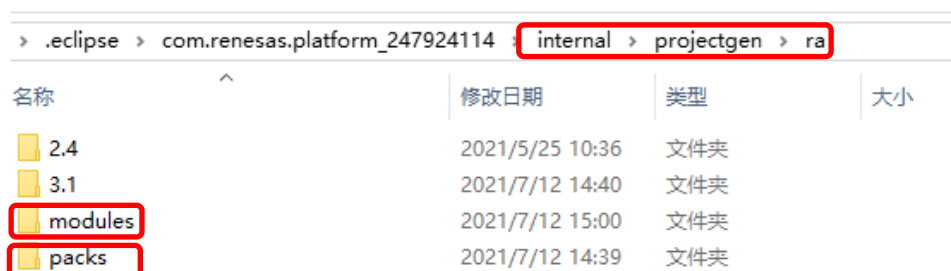 › .eclipse › com.renesas.platform_247924114 › internal › projectgen › ra
名称 修改日期 类型 大小
2.4 2021/5/25 10:36 文件夹
3.1 2021/7/12 14:40 文件夹
modules 2021/7/12 15:00 文件夹
packs 2021/7/12 14:39 文件夹